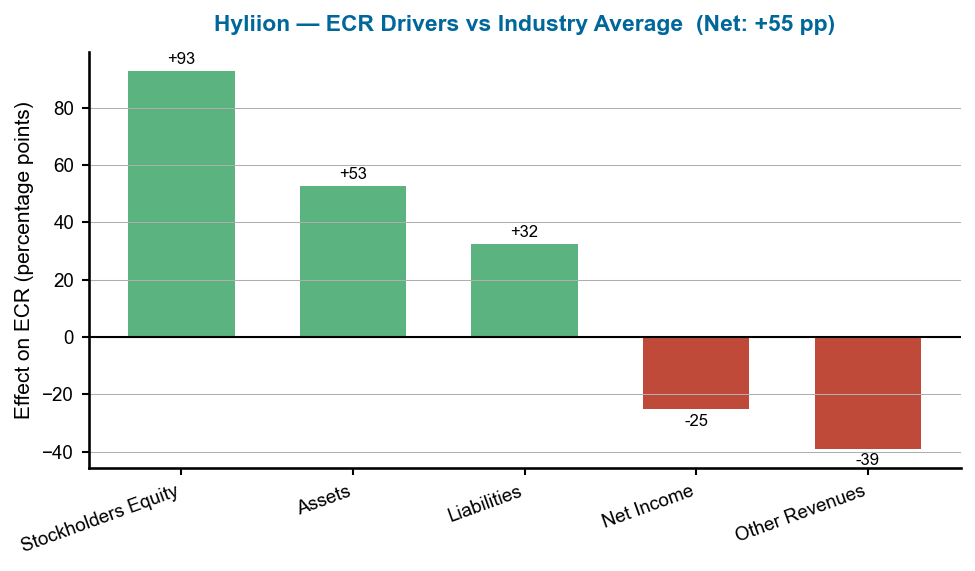 Hyliion — ECR Drivers vs Industry Average  (Net: +55 pp)
Effect on ECR (percentage points)
80
60
40
20
0
−20
−40
+93
+53
+32
-25
-39
Stockholders Equity
Assets
Liabilities
Net Income
Other Revenues